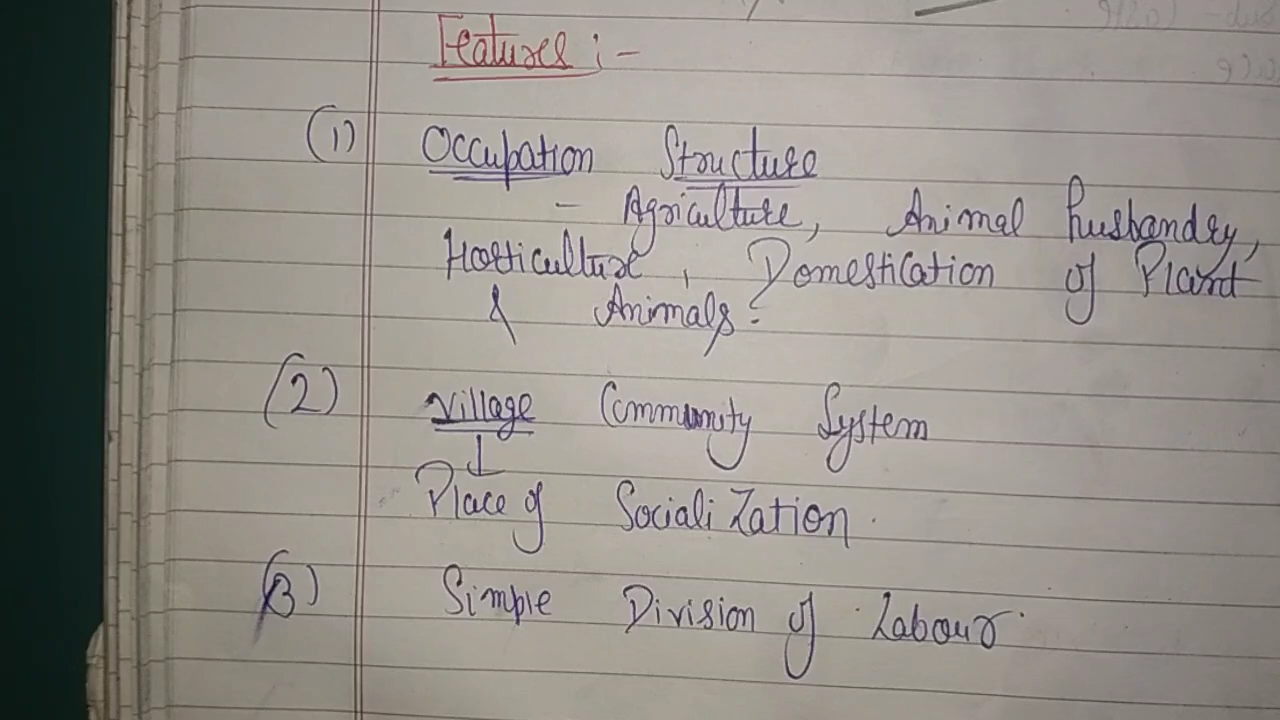 Features :-
(1) Occupation Structure
- Agriculture, Animal husbandry,
Horticulture, Domestication of Plant
& Animals.
(2) Village Community System
↓
Place of Socialization.
(3) Simple Division of Labour.